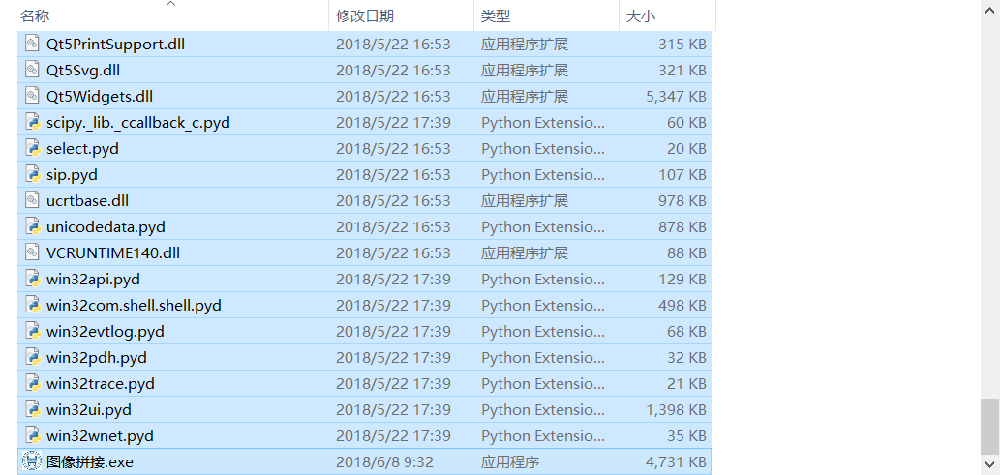 名称 修改日期 类型 大小
Qt5PrintSupport.dll 2018/5/22 16:53 应用程序扩展 315 KB
Qt5Svg.dll 2018/5/22 16:53 应用程序扩展 321 KB
Qt5Widgets.dll 2018/5/22 16:53 应用程序扩展 5,347 KB
scipy._lib._ccallback_c.pyd 2018/5/22 17:39 Python Extensio... 60 KB
select.pyd 2018/5/22 16:53 Python Extensio... 20 KB
sip.pyd 2018/5/22 16:53 Python Extensio... 107 KB
ucrtbase.dll 2018/5/22 16:53 应用程序扩展 978 KB
unicodedata.pyd 2018/5/22 16:53 Python Extensio... 878 KB
VCRUNTIME140.dll 2018/5/22 16:53 应用程序扩展 88 KB
win32api.pyd 2018/5/22 17:39 Python Extensio... 129 KB
win32com.shell.shell.pyd 2018/5/22 17:39 Python Extensio... 498 KB
win32evtlog.pyd 2018/5/22 17:39 Python Extensio... 68 KB
win32pdh.pyd 2018/5/22 17:39 Python Extensio... 32 KB
win32trace.pyd 2018/5/22 17:39 Python Extensio... 21 KB
win32ui.pyd 2018/5/22 17:39 Python Extensio... 1,398 KB
win32wnet.pyd 2018/5/22 17:39 Python Extensio... 35 KB
图像拼接.exe 2018/6/8 9:32 应用程序 4,731 KB